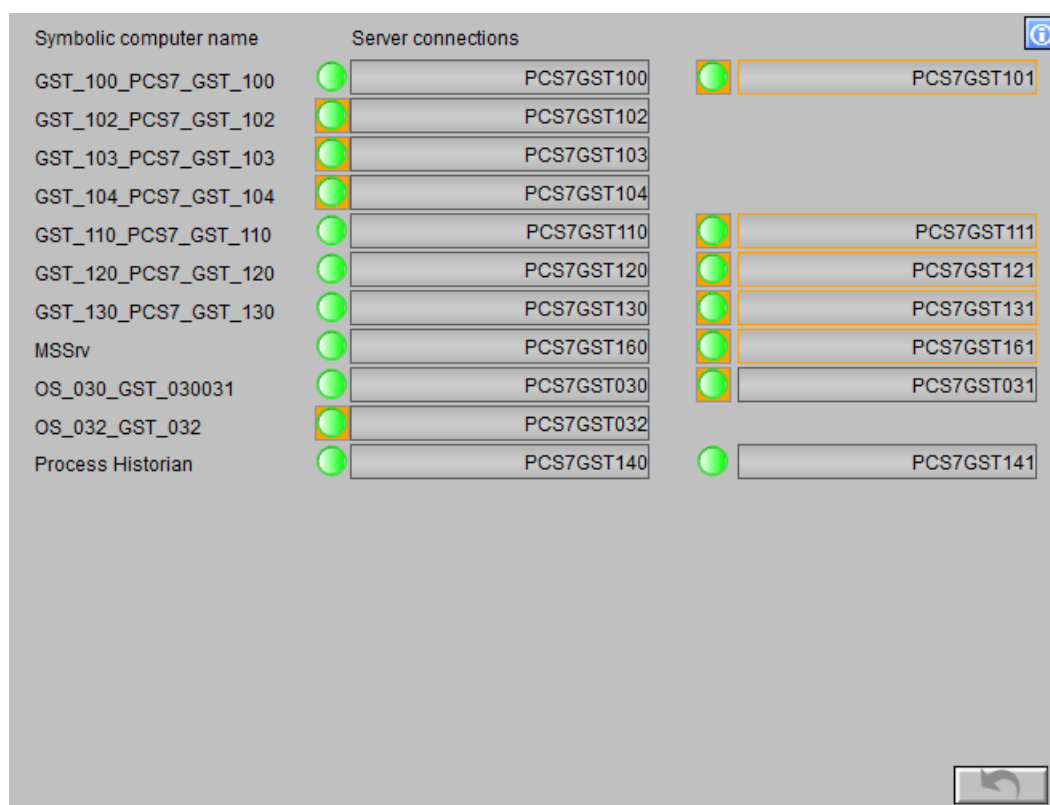 Symbolic computer name Server connections
GST_100_PCS7_GST_100 PCS7GST100 PCS7GST101
GST_102_PCS7_GST_102 PCS7GST102
GST_103_PCS7_GST_103 PCS7GST103
GST_104_PCS7_GST_104 PCS7GST104
GST_110_PCS7_GST_110 PCS7GST110 PCS7GST111
GST_120_PCS7_GST_120 PCS7GST120 PCS7GST121
GST_130_PCS7_GST_130 PCS7GST130 PCS7GST131
MSSrv PCS7GST160 PCS7GST161
OS_030_GST_030031 PCS7GST030 PCS7GST031
OS_032_GST_032 PCS7GST032
Process Historian PCS7GST140 PCS7GST141